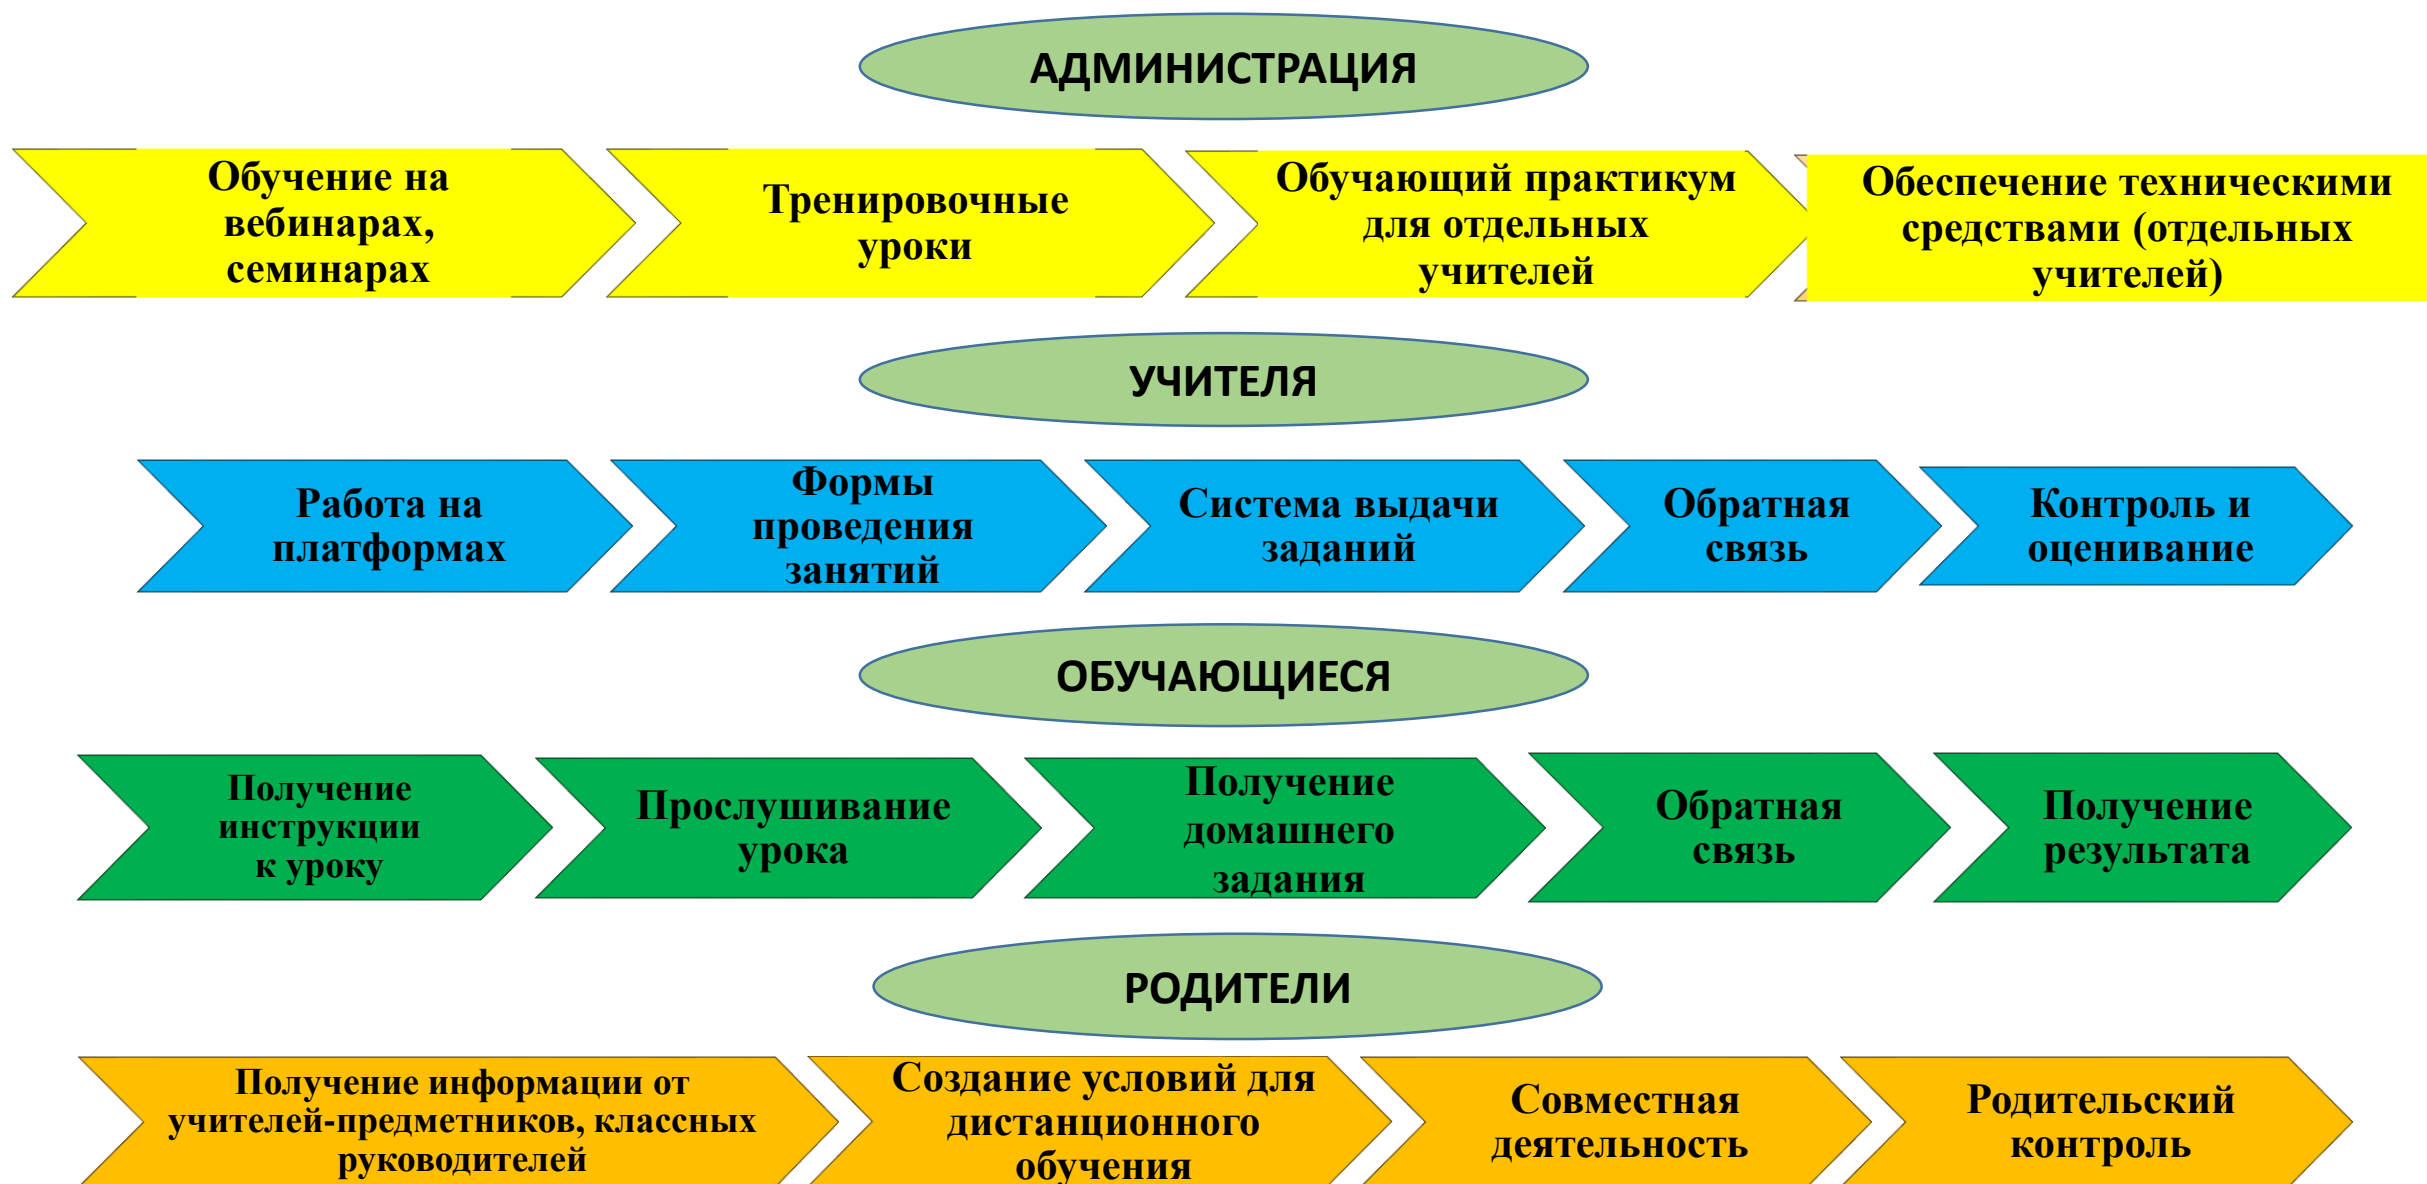 АДМИНИСТРАЦИЯ
Обучение на
вебинарах,
семинарах
Тренировочные
уроки
Обучающий практикум
для отдельных
учителей
Обеспечение техническими
средствами (отдельных
учителей)
УЧИТЕЛЯ
Работа на
платформах
Формы
проведения
занятий
Система выдачи
заданий
Обратная
связь
Контроль и
оценивание
ОБУЧАЮЩИЕСЯ
Получение
инструкции
к уроку
Прослушивание
урока
Получение
домашнего
задания
Обратная
связь
Получение
результата
РОДИТЕЛИ
Получение информации от
учителей-предметников, классных
руководителей
Создание условий для
дистанционного
обучения
Совместная
деятельность
Родительский
контроль